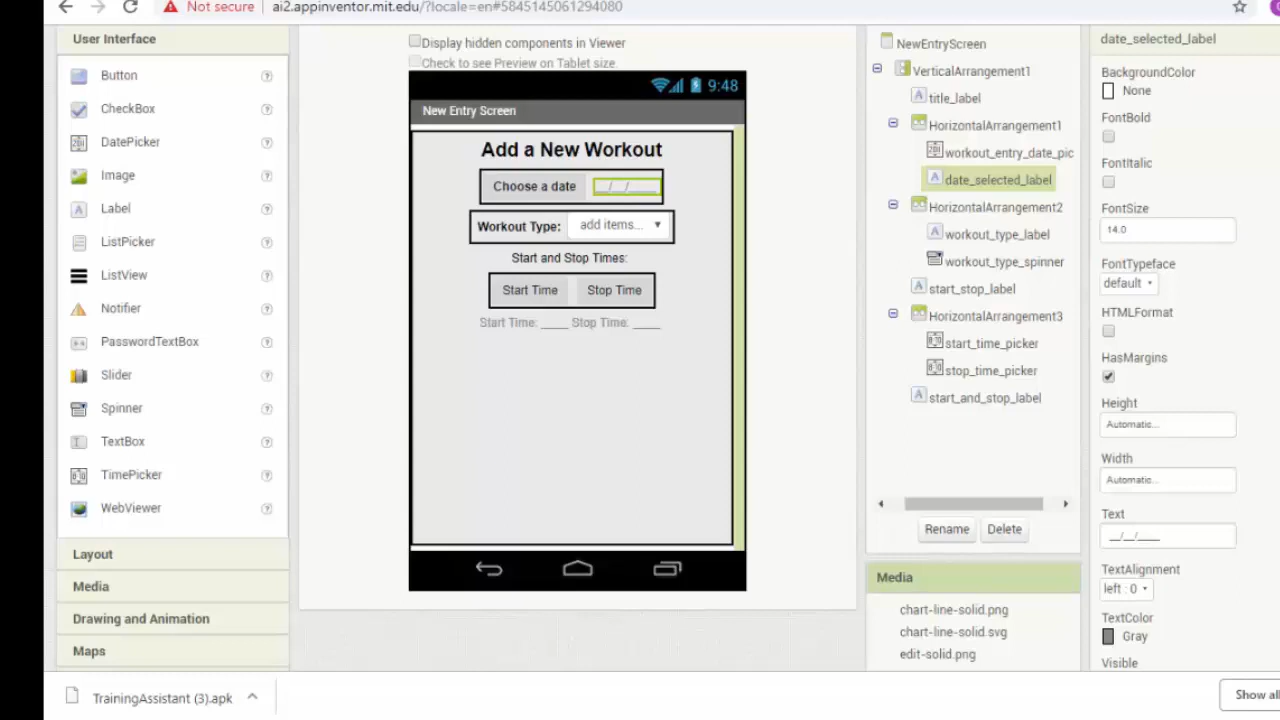 Not secure | ai2.appinventor.mit.edu/?locale=en#5845145061294080
User Interface
Button ?
CheckBox ?
DatePicker ?
Image ?
Label ?
ListPicker ?
ListView ?
Notifier ?
PasswordTextBox ?
Slider ?
Spinner ?
TextBox ?
TimePicker ?
WebViewer ?
Layout
Media
Drawing and Animation
Maps
Display hidden components in Viewer
Check to see Preview on Tablet size.
9:48
New Entry Screen
Add a New Workout
Choose a date __/__/____
Workout Type: add items...
Start and Stop Times:
Start Time Stop Time
Start Time: ____ Stop Time: ____
NewEntryScreen
VerticalArrangement1
title_label
HorizontalArrangement1
workout_entry_date_pic
date_selected_label
HorizontalArrangement2
workout_type_label
workout_type_spinner
start_stop_label
HorizontalArrangement3
start_time_picker
stop_time_picker
start_and_stop_label
Rename Delete
Media
chart-line-solid.png
chart-line-solid.svg
edit-solid.png
date_selected_label
BackgroundColor
None
FontBold
FontItalic
FontSize
14.0
FontTypeface
default
HTMLFormat
HasMargins
Height
Automatic...
Width
Automatic...
Text
__/__/____
TextAlignment
left : 0
TextColor
Gray
Visible
TrainingAssistant (3).apk
Show all